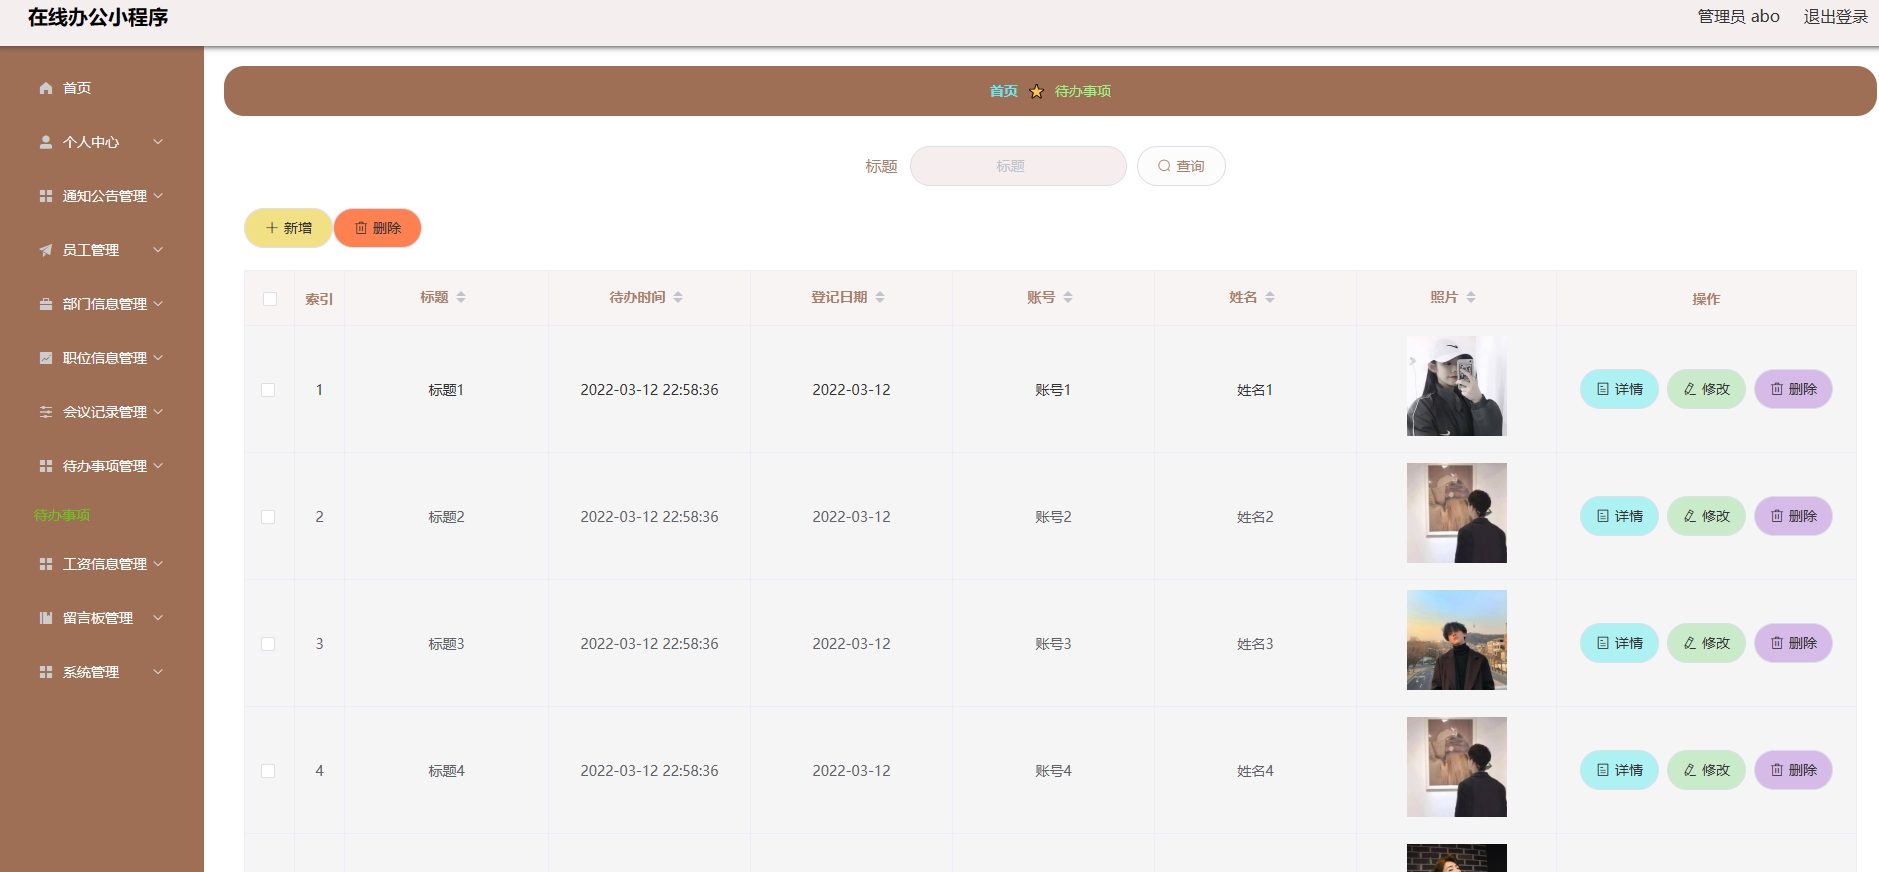 在线办公小程序
管理员 abo 退出登录
首页
个人中心
通知公告管理
员工管理
部门信息管理
职位信息管理
会议记录管理
待办事项管理
待办事项
工资信息管理
留言板管理
系统管理
首页 待办事项
标题 标题 查询
新增 删除
索引 标题 待办时间 登记日期 账号 姓名 照片 操作
1 标题1 2022-03-12 22:58:36 2022-03-12 账号1 姓名1 详情 修改 删除
2 标题2 2022-03-12 22:58:36 2022-03-12 账号2 姓名2 详情 修改 删除
3 标题3 2022-03-12 22:58:36 2022-03-12 账号3 姓名3 详情 修改 删除
4 标题4 2022-03-12 22:58:36 2022-03-12 账号4 姓名4 详情 修改 删除